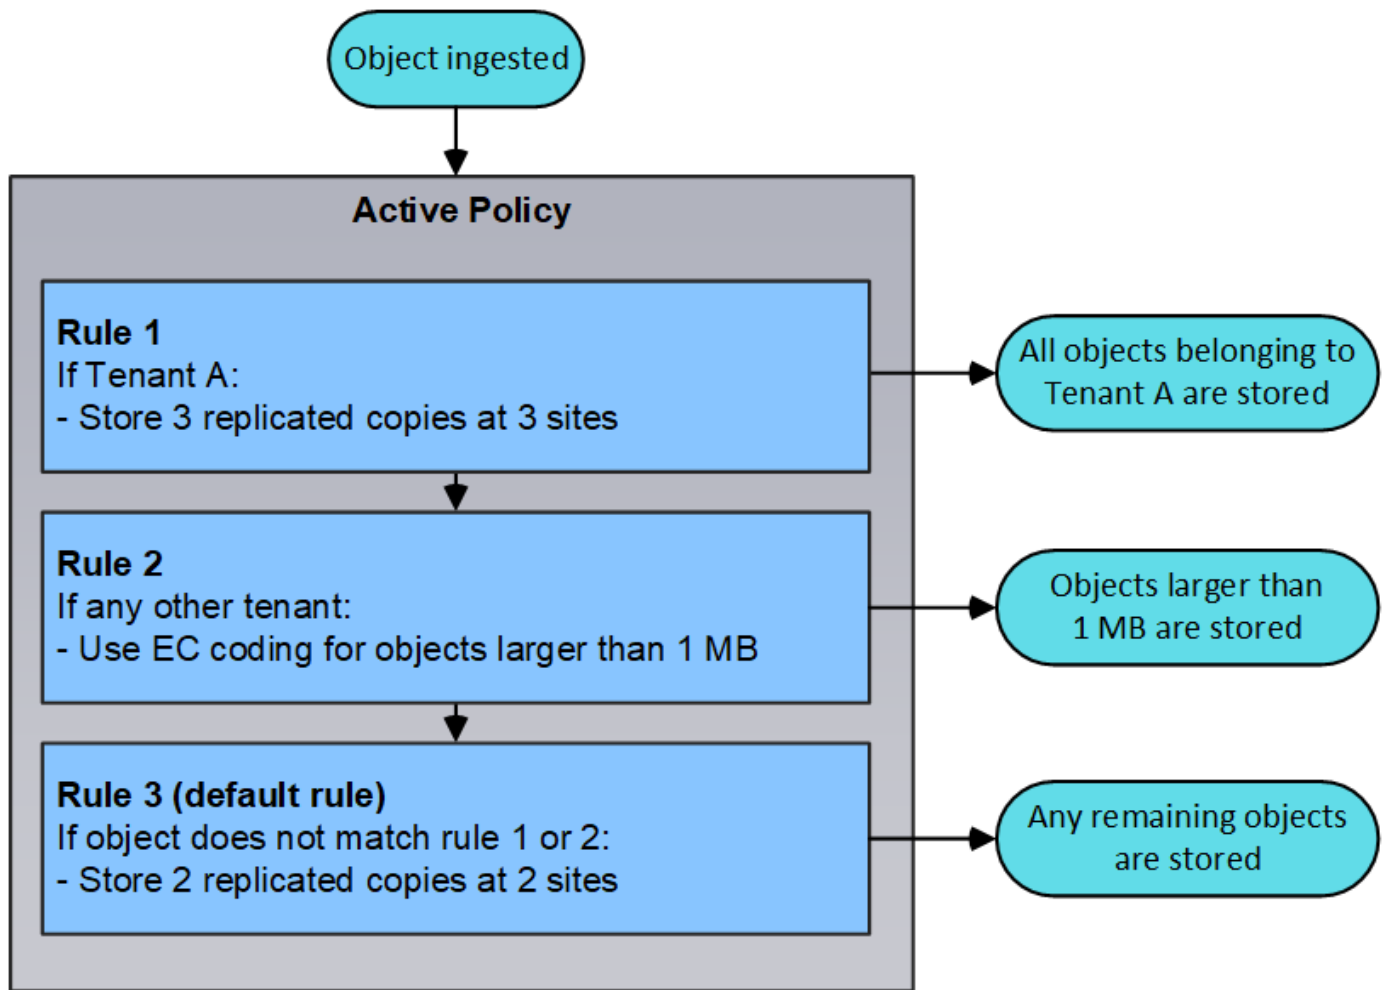 Object ingested
Active Policy
Rule 1
If Tenant A:
- Store 3 replicated copies at 3 sites
All objects belonging to
Tenant A are stored
Rule 2
If any other tenant:
- Use EC coding for objects larger than 1 MB
Objects larger than
1 MB are stored
Rule 3 (default rule)
If object does not match rule 1 or 2:
- Store 2 replicated copies at 2 sites
Any remaining objects
are stored